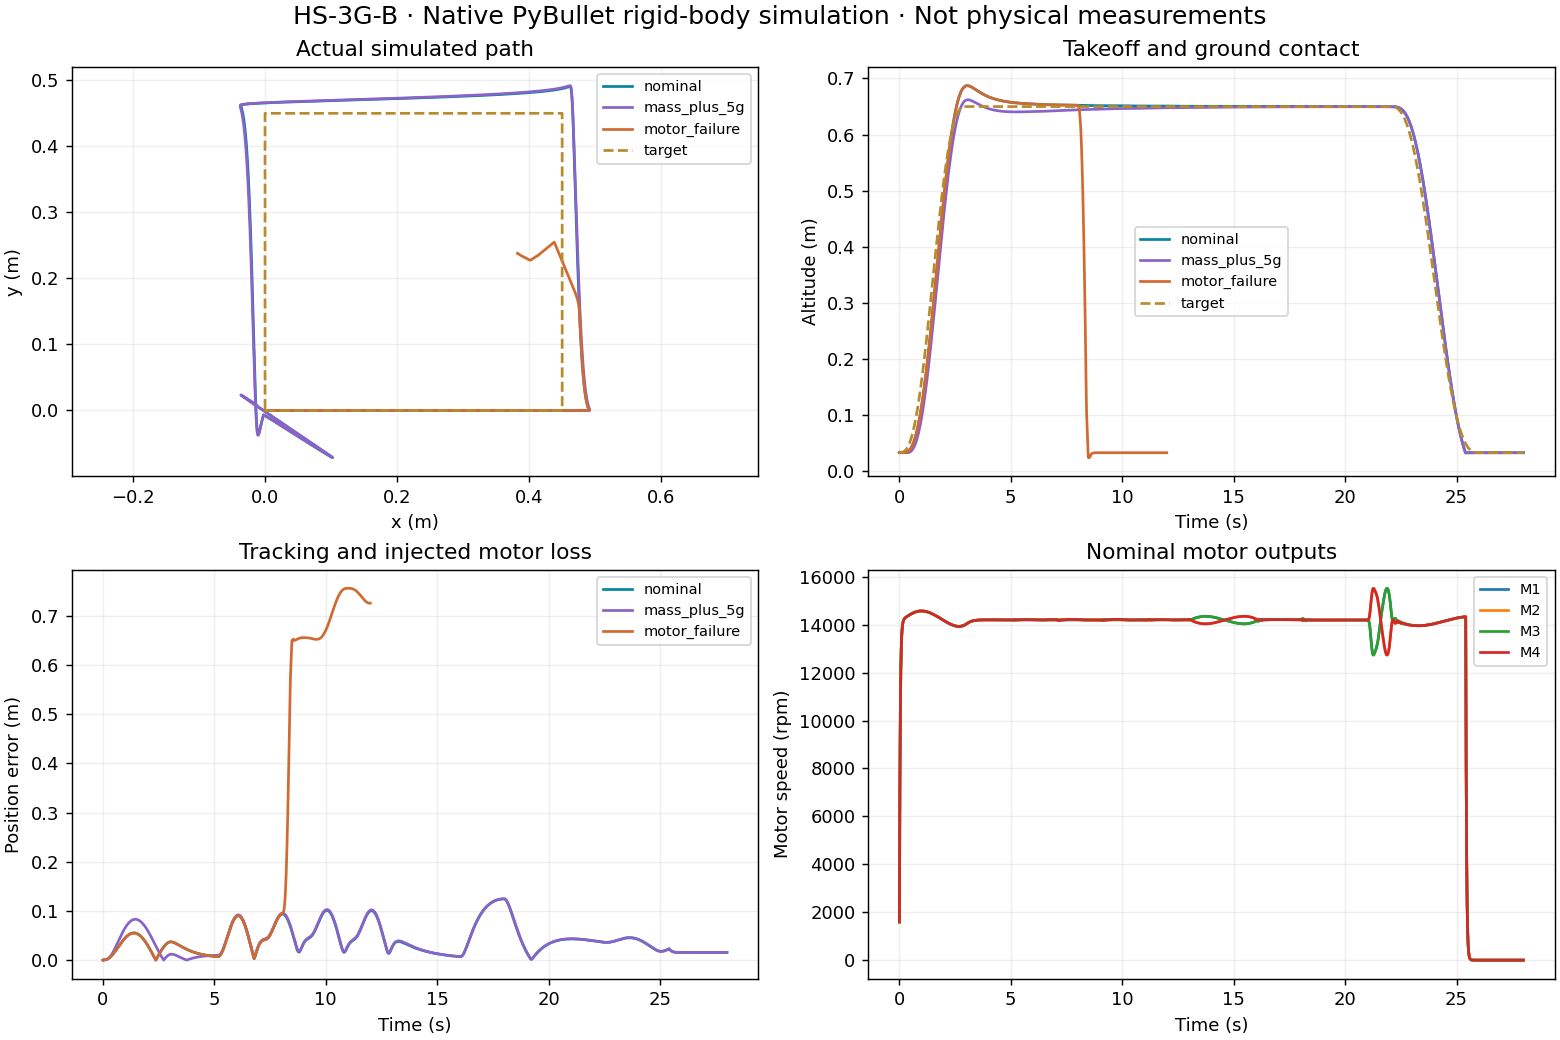 HS-3G-B · Native PyBullet rigid-body simulation · Not physical measurements
Actual simulated path
0.5
0.4
0.3
0.2
0.1
0.0
y (m)
−0.2
0.0
0.2
0.4
0.6
x (m)
nominal
mass_plus_5g
motor_failure
target
Takeoff and ground contact
0.7
0.6
0.5
0.4
0.3
0.2
0.1
0.0
Altitude (m)
0
5
10
15
20
25
Time (s)
nominal
mass_plus_5g
motor_failure
target
Tracking and injected motor loss
0.7
0.6
0.5
0.4
0.3
0.2
0.1
0.0
Position error (m)
0
5
10
15
20
25
Time (s)
nominal
mass_plus_5g
motor_failure
Nominal motor outputs
16000
14000
12000
10000
8000
6000
4000
2000
0
Motor speed (rpm)
0
5
10
15
20
25
Time (s)
M1
M2
M3
M4